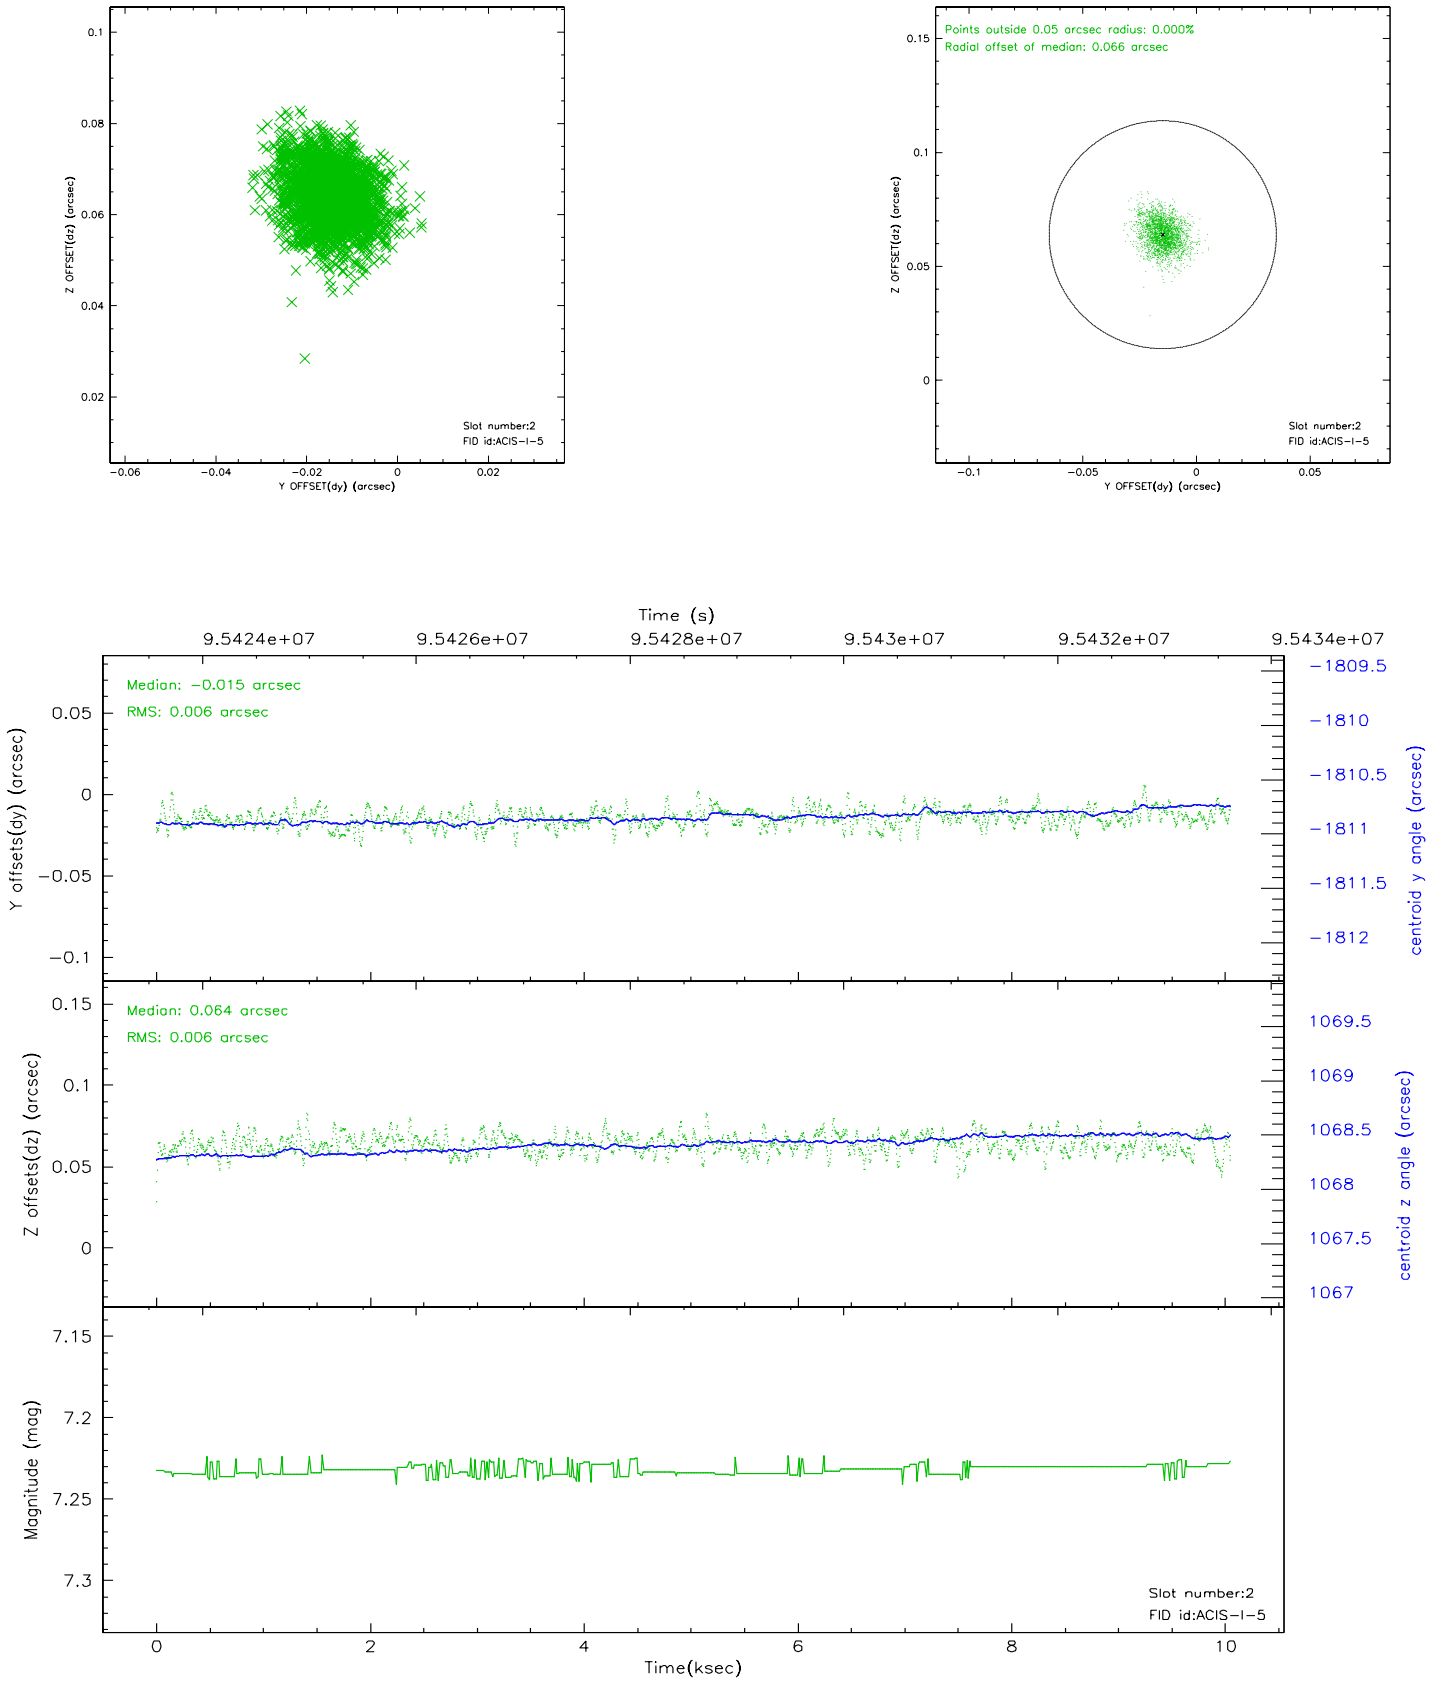 0.1
0.08
0.06
0.04
0.02
Z OFFSET(dz) (arcsec)
Slot number:2
FID id:ACIS-I-5
-0.06 -0.04 -0.02 0 0.02
Y OFFSET(dy) (arcsec)
Points outside 0.05 arcsec radius: 0.000%
Radial offset of median: 0.066 arcsec
0.15
0.1
0.05
0
Z OFFSET(dz) (arcsec)
Slot number:2
FID id:ACIS-I-5
-0.1 -0.05 0 0.05
Y OFFSET(dy) (arcsec)
Time (s)
9.5424e+07 9.5426e+07 9.5428e+07 9.543e+07 9.5432e+07 9.5434e+07
Median: -0.015 arcsec
RMS: 0.006 arcsec
0.05
0
-0.05
-0.1
Y offsets(dy) (arcsec)
-1809.5
-1810
-1810.5
-1811
-1811.5
-1812
centroid y angle (arcsec)
Median: 0.064 arcsec
RMS: 0.006 arcsec
0.15
0.1
0.05
0
Z offsets(dz) (arcsec)
1069.5
1069
1068.5
1068
1067.5
1067
centroid z angle (arcsec)
7.15
7.2
7.25
7.3
Magnitude (mag)
Slot number:2
FID id:ACIS-I-5
0 2 4 6 8 10
Time(ksec)